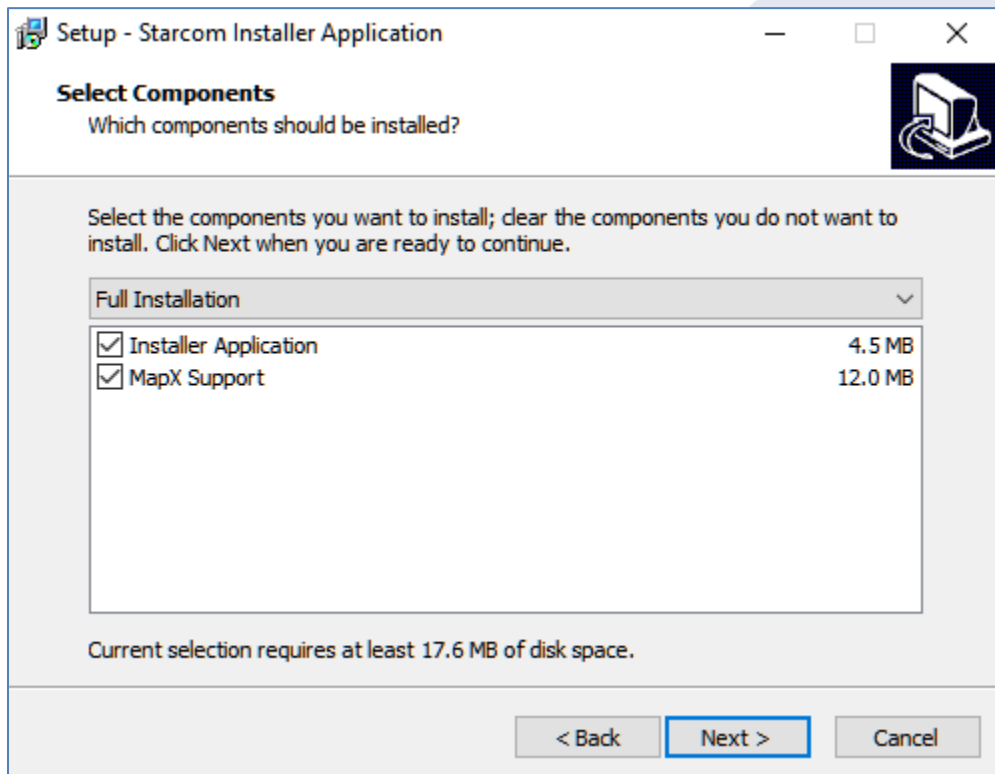 Setup - Starcom Installer Application
Select Components
Which components should be installed?
Select the components you want to install; clear the components you do not want to
install. Click Next when you are ready to continue.
Full Installation
Installer Application 4.5 MB
MapX Support 12.0 MB
Current selection requires at least 17.6 MB of disk space.
< Back Next > Cancel